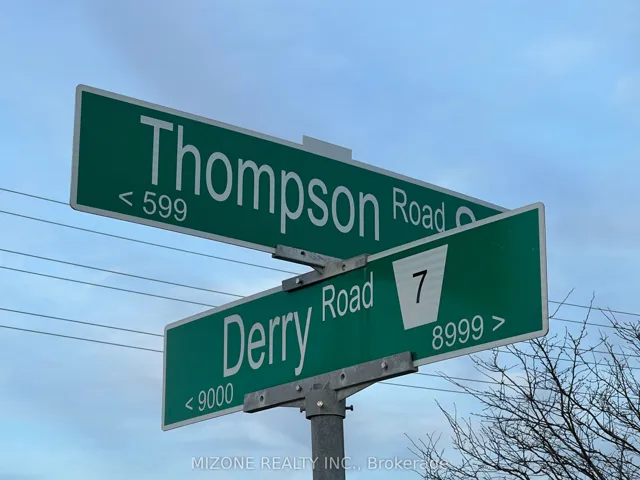 Thompson Road
< 599
Derry Road 7
< 9000 8999 >
MIZONE REALTY INC., Brokerage